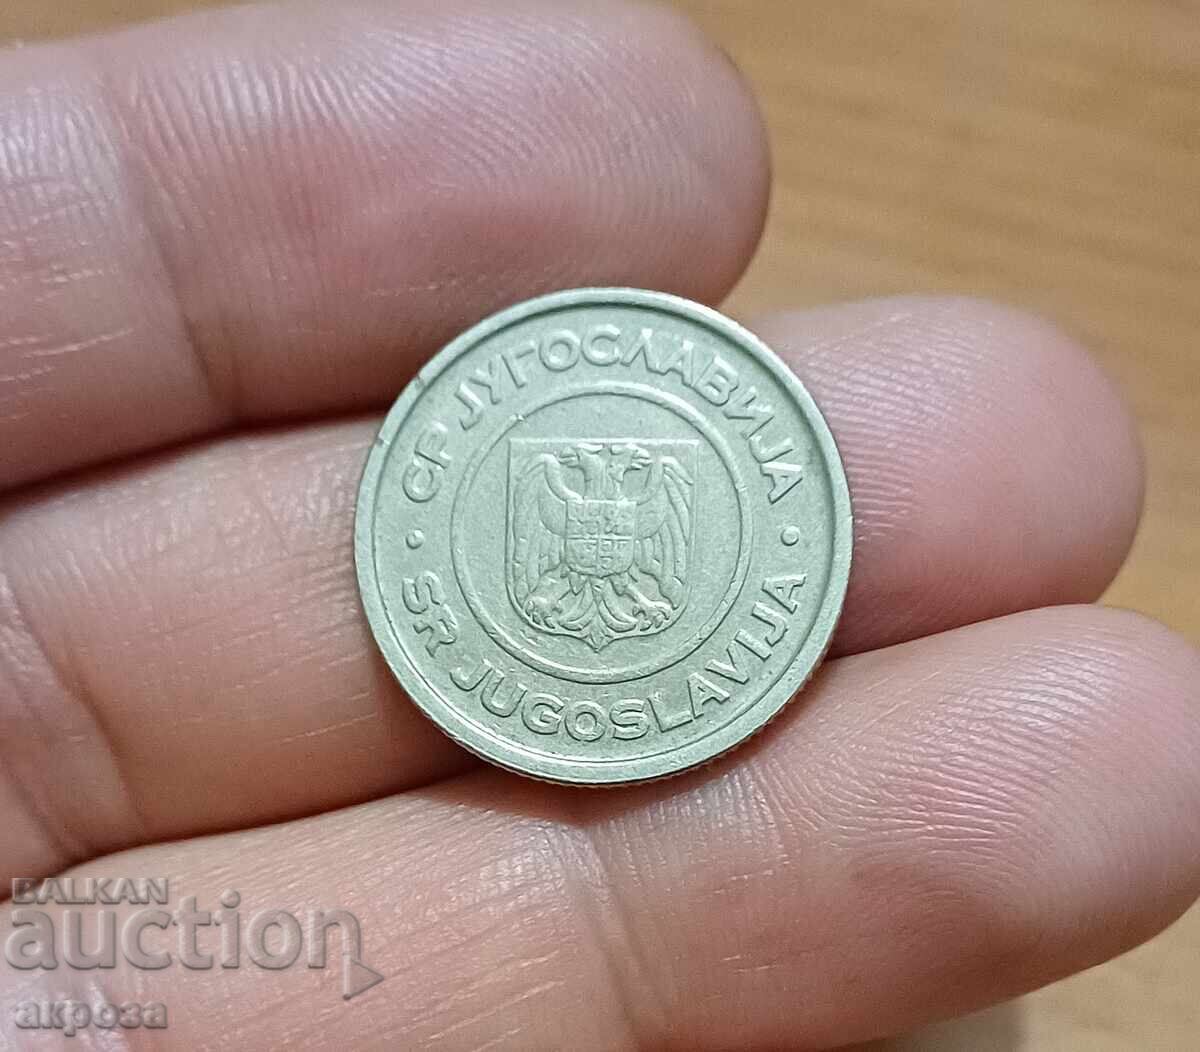 • СР ЈУГОСЛАВИЈА •
SR JUGOSLAVIJA
BALKAN
auction
акроза